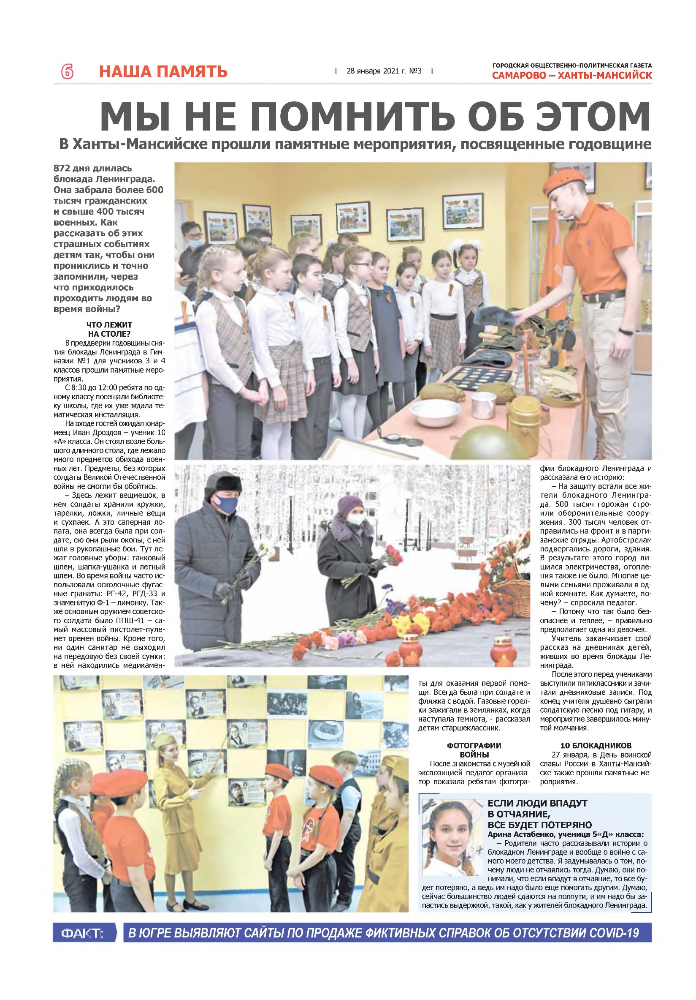 6
НАША ПАМЯТЬ
28 января 2021 г. №3
ГОРОДСКАЯ ОБЩЕСТВЕННО-ПОЛИТИЧЕСКАЯ ГАЗЕТА
САМАРОВО – ХАНТЫ-МАНСИЙСК
МЫ НЕ ПОМНИТЬ ОБ ЭТОМ
В Ханты-Мансийске прошли памятные мероприятия, посвященные годовщине
872 дня длилась
блокада Ленинграда.
Она забрала более 600
тысяч гражданских
и свыше 400 тысяч
военных. Как
рассказать об этих
страшных событиях
детям так, чтобы они
прониклись и точно
запомнили, через
что приходилось
проходить людям во
время войны?
ЧТО ЛЕЖИТ
НА СТОЛЕ?
В преддверии годовщины сня-
тия блокады Ленинграда в Гим-
назии №1 для учеников 3 и 4
классов прошли памятные меро-
приятия.
С 8:30 до 12:00 ребята по од-
ному классу посещали библиоте-
ку школы, где их уже ждала те-
матическая инсталляция.
На входе гостей ожидал юнар-
меец Иван Дроздов – ученик 10
«А» класса. Он стоял возле боль-
шого длинного стола, где лежало
много предметов обихода воен-
ных лет. Предметы, без которых
солдаты Великой Отечественной
войны не смогли бы обойтись.
– Здесь лежит вещмешок, в
нем солдаты хранили кружки,
тарелки, ложки, личные вещи
и сухпаек. А это саперная ло-
пата, она всегда была при сол-
дате, ею они рыли окопы, с ней
шли в рукопашные бои. Тут ле-
жат головные уборы: танковый
шлем, шапка-ушанка и летный
шлем. Во время войны часто ис-
пользовали осколочные фугас-
ные гранаты: РГ-42, РГД-33 и
знаменитую Ф-1 – лимонку. Так-
же основным оружием советско-
го солдата было ППШ-41 – са-
мый массовый пистолет-пуле-
мет времен войны. Кроме того,
ни один санитар не выходил
на передовую без своей сумки:
в ней находились медикамен-
ты для оказания первой помо-
щи. Всегда была при солдате и
фляжка с водой. Газовые горел-
ки зажигали в землянках, когда
наступала темнота, - рассказал
детям старшеклассник.
ФОТОГРАФИИ
ВОЙНЫ
После знакомства с музейной
экспозицией педагог-организа-
тор показала ребятам фотогра-
фии блокадного Ленинграда и
рассказала его историю:
– На защиту встали все жи-
тели блокадного Ленингра-
да. 500 тысяч горожан стро-
или оборонительные соору-
жения. 300 тысяч человек от-
правились на фронт и в парти-
занские отряды. Артобстрелам
подвергались дороги, здания.
В результате этого город ли-
шился электричества, отопле-
ния также не было. Многие це-
лыми семьями проживали в од-
ной комнате. Как думаете, по-
чему? – спросила педагог.
– Потому что так было без-
опаснее и теплее, – правильно
предполагает одна из девочек.
Учитель заканчивает свой
рассказ на дневниках детей,
живших во время блокады Ле-
нинграда.
После этого перед учениками
выступили пятиклассники и зачи-
тали дневниковые записи. Под
конец учителя душевно сыграли
солдатскую песню под гитару, и
мероприятие завершилось мину-
той молчания.
10 БЛОКАДНИКОВ
27 января, в День воинской
славы России в Ханты-Мансий-
ске также прошли памятные ме-
роприятия.
ЕСЛИ ЛЮДИ ВПАДУТ
В ОТЧАЯНИЕ,
ВСЕ БУДЕТ ПОТЕРЯНО
Арина Астабенко, ученица 5«Д» класса:
– Родители часто рассказывали истории о
блокадном Ленинграде и вообще о войне с са-
мого моего детства. Я задумывалась о том, по-
чему люди не отчаялись тогда. Думаю, они по-
нимали, что если впадут в отчаяние, то все бу-
дет потеряно, а ведь им надо было еще помогать другим. Думаю,
сейчас большинство людей сдаются на полпути, и им надо бы за-
пастись выдержкой, такой, как у жителей блокадного Ленинграда.
ФАКТ:
В ЮГРЕ ВЫЯВЛЯЮТ САЙТЫ ПО ПРОДАЖЕ ФИКТИВНЫХ СПРАВОК ОБ ОТСУТСТВИИ COVID-19